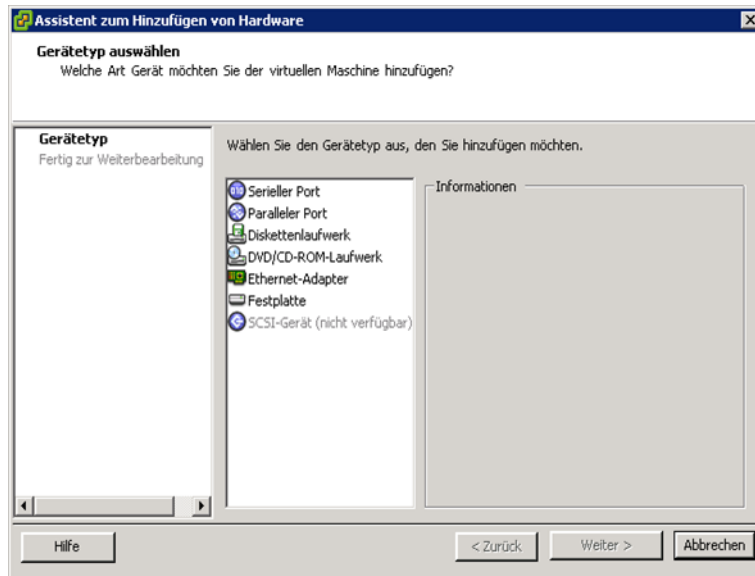 Assistent zum Hinzufügen von Hardware
Gerätetyp auswählen
Welche Art Gerät möchten Sie der virtuellen Maschine hinzufügen?
Gerätetyp
Fertig zur Weiterbearbeitung
Wählen Sie den Gerätetyp aus, den Sie hinzufügen möchten.
Serieller Port
Paralleler Port
Diskettenlaufwerk
DVD/CD-ROM-Laufwerk
Ethernet-Adapter
Festplatte
SCSI-Gerät (nicht verfügbar)
Informationen
Hilfe
< Zurück
Weiter >
Abbrechen